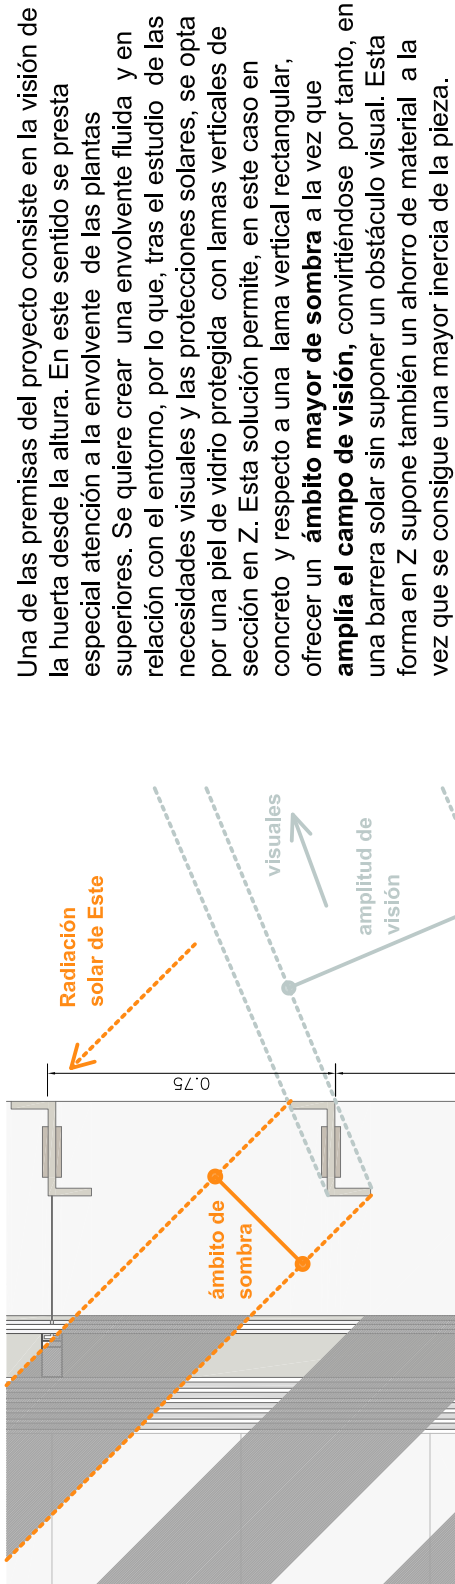 Una de las premisas del proyecto consiste en la visión de
la huerta desde la altura. En este sentido se presta
especial atención a la envolvente de las plantas
superiores. Se quiere crear una envolvente fluida y en
relación con el entorno, por lo que, tras el estudio de las
necesidades visuales y las protecciones solares, se opta
por una piel de vidrio protegida con lamas verticales de
sección en Z. Esta solución permite, en este caso en
concreto y respecto a una lama vertical rectangular,
ofrecer un ámbito mayor de sombra a la vez que
amplía el campo de visión, convirtiéndose por tanto, en
una barrera solar sin suponer un obstáculo visual. Esta
forma en Z supone también un ahorro de material a la
vez que se consigue una mayor inercia de la pieza.
Radiación
solar de Este
visuales
amplitud de
visión
0.75
ámbito de
sombra